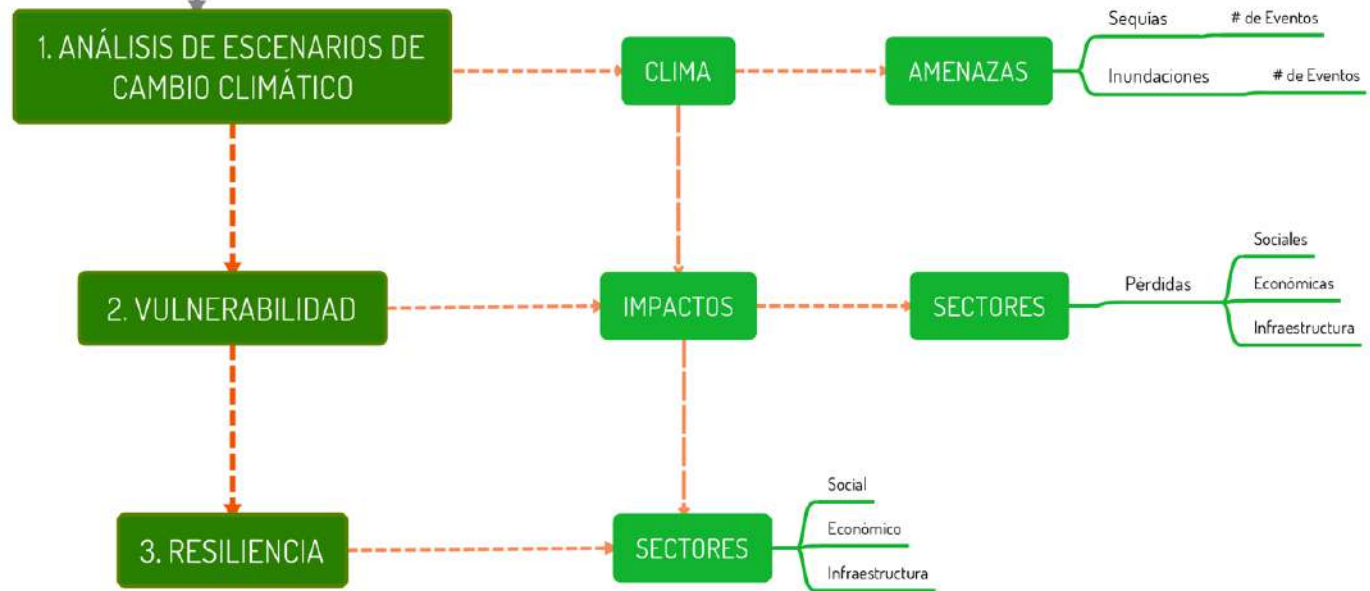 1. ANÁLISIS DE ESCENARIOS DE
CAMBIO CLIMÁTICO
CLIMA
AMENAZAS
Sequías
# de Eventos
Inundaciones
# de Eventos
2. VULNERABILIDAD
IMPACTOS
SECTORES
Pérdidas
Sociales
Económicas
Infraestructura
3. RESILIENCIA
SECTORES
Social
Económico
Infraestructura